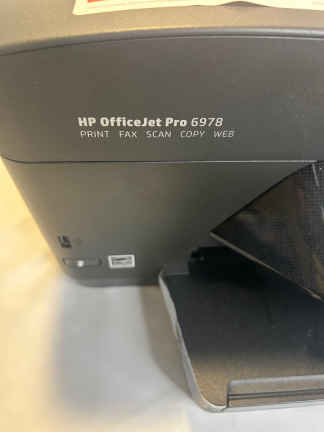 HP OfficeJet Pro 6978
PRINT FAX SCAN COPY WEB